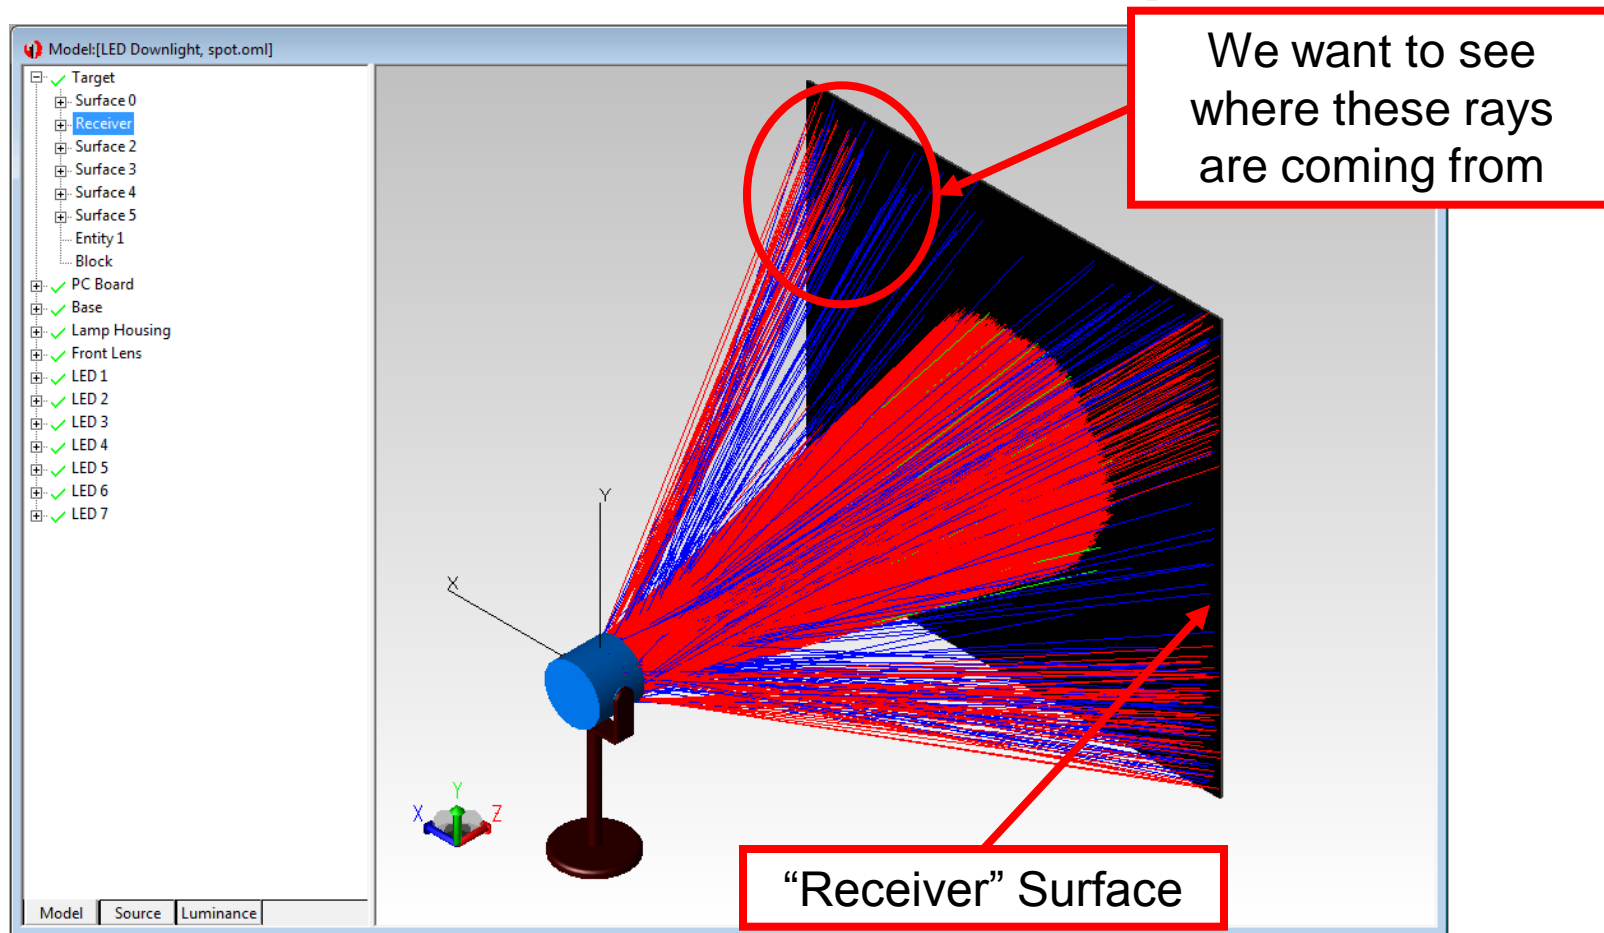 Model:[LED Downlight, spot.oml]
We want to see
where these rays
are coming from
Target
Surface 0
Receiver
Surface 2
Surface 3
Surface 4
Surface 5
Entity 1
Block
PC Board
Base
Lamp Housing
Front Lens
LED 1
LED 2
LED 3
LED 4
LED 5
LED 6
LED 7
Y
X
Y
X
Z
“Receiver” Surface
Model
Source
Luminance